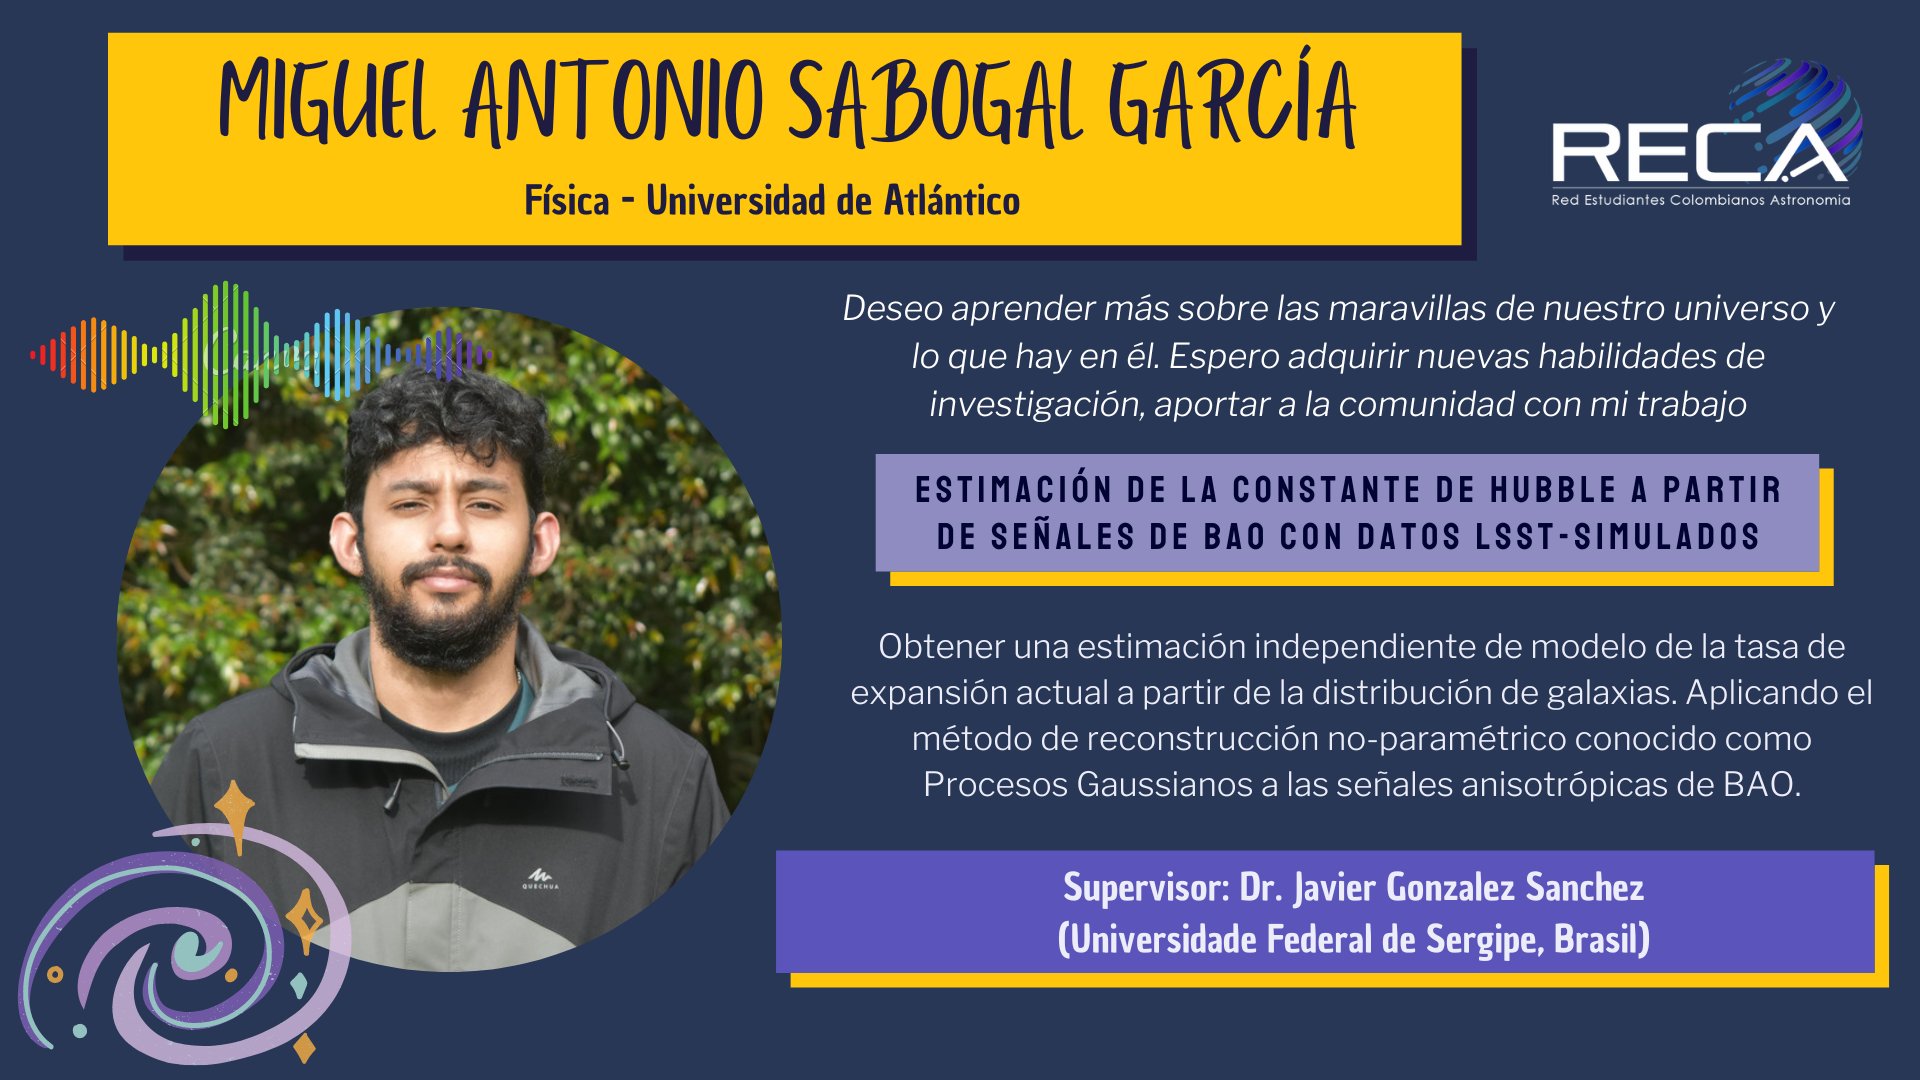 MIGUEL ANTONIO SABOGAL GARCÍA
Física - Universidad de Atlántico
RECA
Red Estudiantes Colombianos Astronomia
Deseo aprender más sobre las maravillas de nuestro universo y
lo que hay en él. Espero adquirir nuevas habilidades de
investigación, aportar a la comunidad con mi trabajo
ESTIMACIÓN DE LA CONSTANTE DE HUBBLE A PARTIR
DE SEÑALES DE BAO CON DATOS LSST-SIMULADOS
Obtener una estimación independiente de modelo de la tasa de
expansión actual a partir de la distribución de galaxias. Aplicando el
método de reconstrucción no-paramétrico conocido como
Procesos Gaussianos a las señales anisotrópicas de BAO.
Supervisor: Dr. Javier Gonzalez Sanchez
(Universidade Federal de Sergipe, Brasil)
Canva
QUECHUA